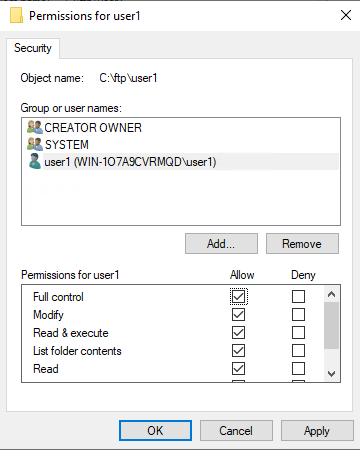 Permissions for user1
Security
Object name: C:\ftp\user1
Group or user names:
CREATOR OWNER
SYSTEM
user1 (WIN-1O7A9CVRMQD\user1)
Add... Remove
Permissions for user1 Allow Deny
Full control
Modify
Read & execute
List folder contents
Read
OK Cancel Apply